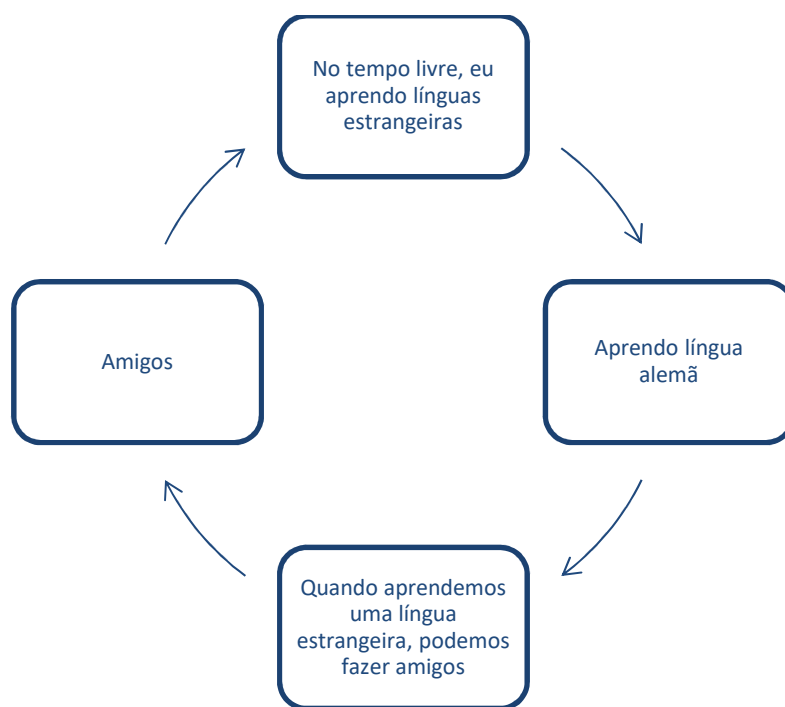 No tempo livre, eu
aprendo línguas
estrangeiras
Amigos
Aprendo língua
alemã
Quando aprendemos
uma língua
estrangeira, podemos
fazer amigos